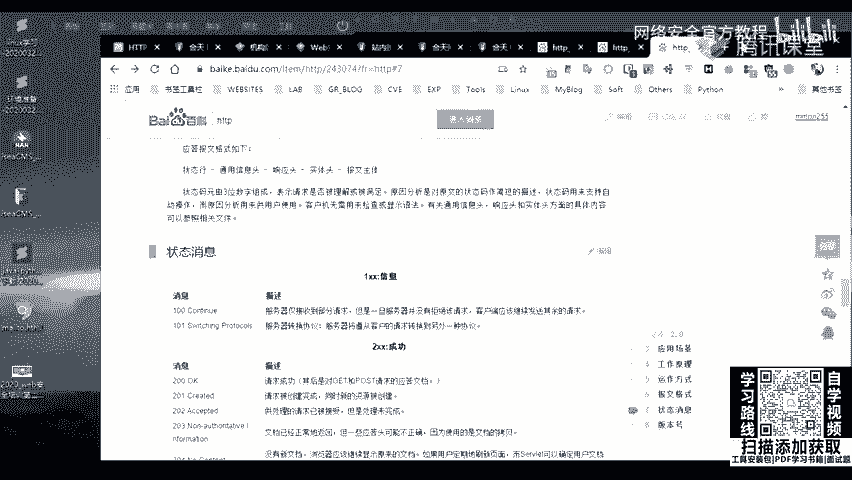 网络安全官方教程
bilibili
腾讯课堂
HTTP
合天
机构
Web
站内
合天
合天
http_
http_
http_
baike.baidu.com/item/http/243074?fr=http#7
应用
书签工具栏
WEBSITES
LAB
GR_BLOG
CVE
EXP
Tools
Linux
MyBlog
Soft
Others
Python
»
其他书签
Bai百科
http
进入词条
应答报文格式如下:
状态行 - 通用信息头 - 响应头 - 实体头 - 报文主体
状态码元由3位数字组成，表示请求是否被理解或被满足。原因分析是对原文的状态码作简短的描述，状态码用来支持自
动操作，而原因分析用来供用户使用。客户机无需用来检查或显示语法。有关通用信息头，响应头和实体头方面的具体内容
可以参照相关文件。
状态消息
编辑
1xx:信息
消息
描述
100 Continue
服务器仅接收到部分请求，但是一旦服务器并没有拒绝该请求，客户端应该继续发送其余的请求。
101 Switching Protocols
服务器转换协议：服务器将遵从客户的请求转换到另外一种协议。
2xx:成功
消息
描述
200 OK
请求成功（其后是对GET和POST请求的应答文档。）
201 Created
请求被创建完成，同时新的资源被创建。
202 Accepted
供处理的请求已被接受，但是处理未完成。
203 Non-authoritative I
nformation
文档已经正常地返回，但一些应答头可能不正确，因为使用的是文档的拷贝。
没有新文档。浏览器应该继续显示原来的文档。如果用户定期地刷新页面，而Servlet可以确定用户文档
应用场景
工作原理
运作方式
报文格式
状态消息
版本号
学习路线
自学视频
扫描添加获取
工具安装包|PDF学习书籍|面试题